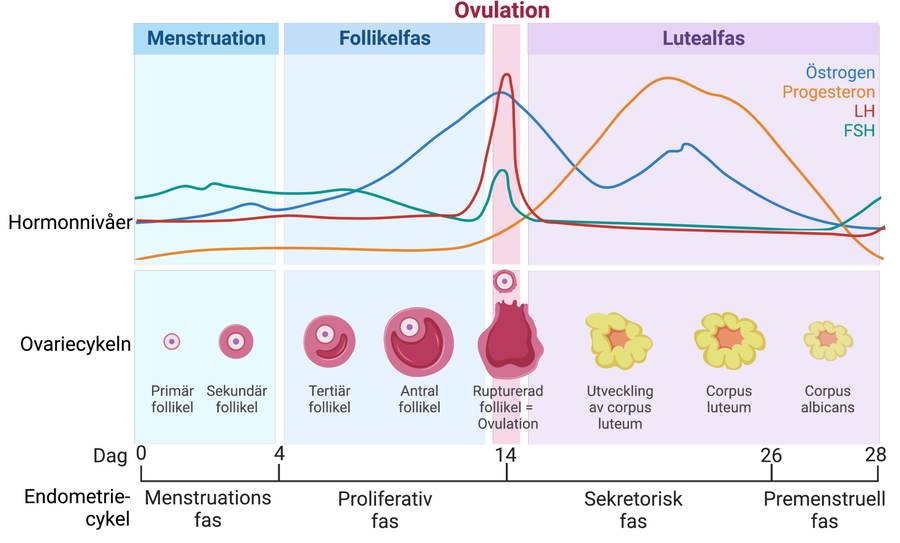 Ovulation
Menstruation
Follikelfas
Lutealfas
Östrogen
Progesteron
LH
FSH
Hormonnivåer
Ovariecykeln
Primär
follikel
Sekundär
follikel
Tertiär
follikel
Antral
follikel
Rupturerad
follikel =
Ovulation
Utveckling
av corpus
luteum
Corpus
luteum
Corpus
albicans
Dag
0
4
14
26
28
Endometrie-
cykel
Menstruations
fas
Proliferativ
fas
Sekretorisk
fas
Premenstruell
fas